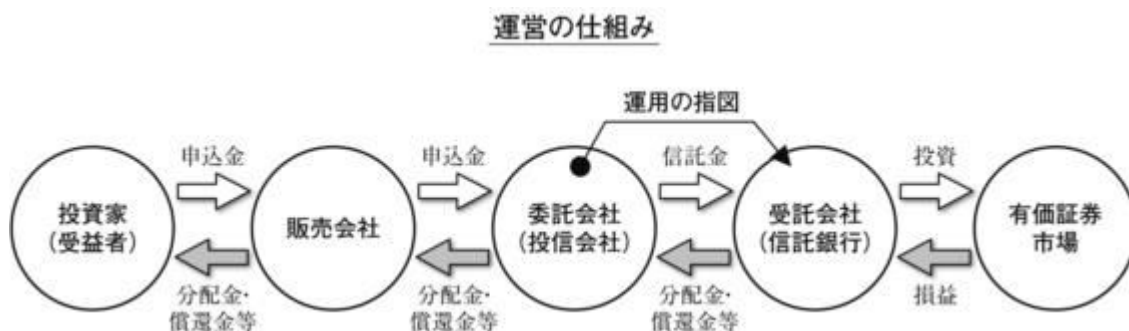 運営の仕組み
運用の指図
申込金
申込金
信託金
投資
投資家
(受益者)
販売会社
委託会社
(投信会社)
受託会社
(信託銀行)
有価証券
市場
分配金・
償還金等
分配金・
償還金等
分配金・
償還金等
損益